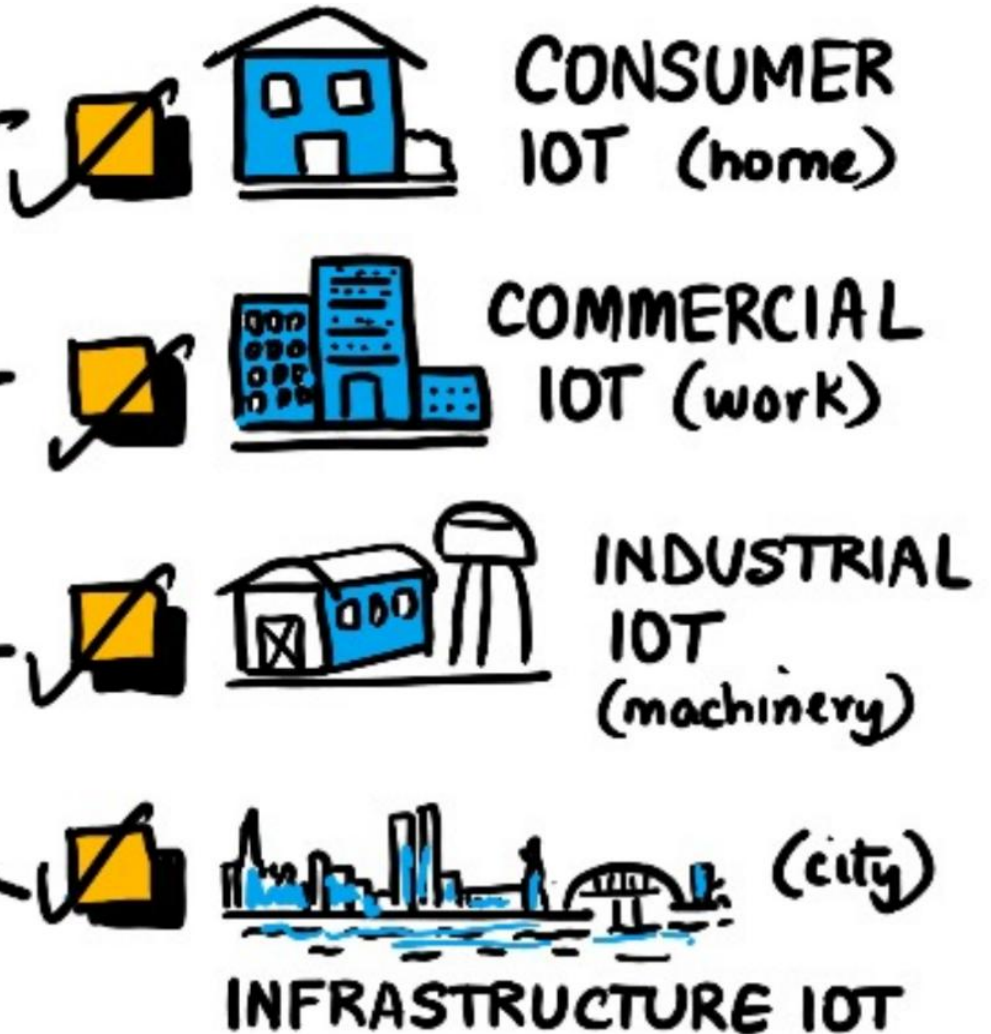 CONSUMER
IOT (home)
COMMERCIAL
IOT (work)
INDUSTRIAL
IOT
(machinery)
(city)
INFRASTRUCTURE IOT